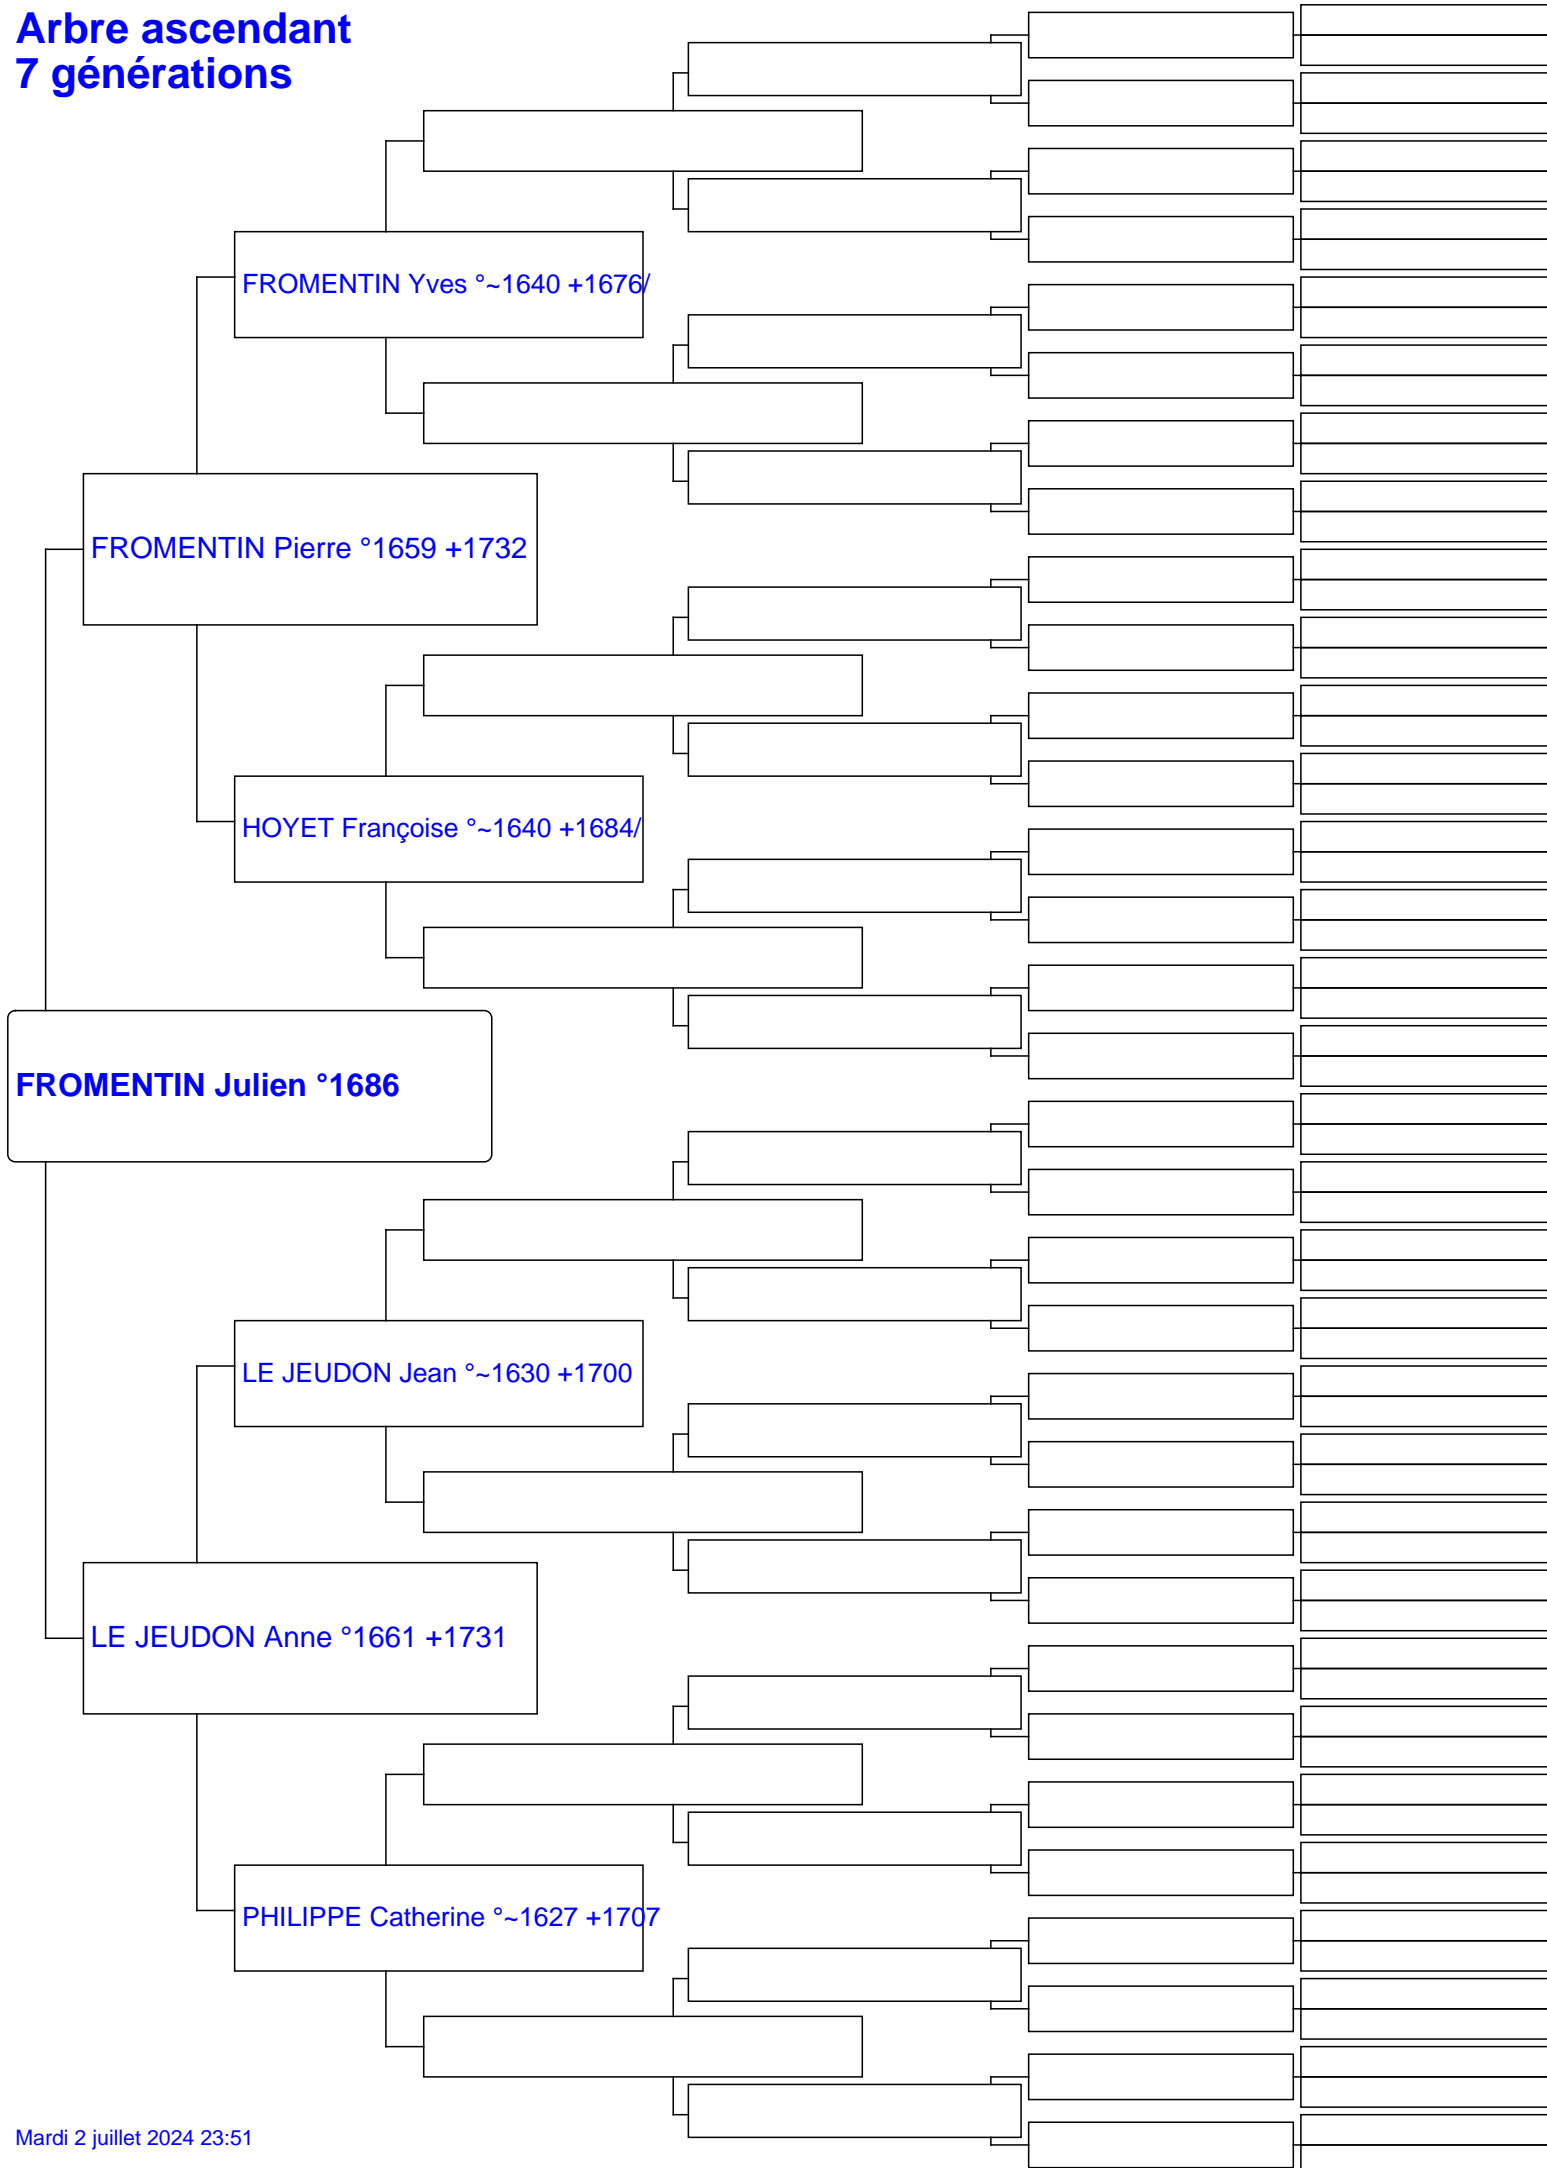 Arbre ascendant
7 générations
FROMENTIN Yves °~1640 +1676/
FROMENTIN Pierre °1659 +1732
HOYET Françoise °~1640 +1684/
FROMENTIN Julien °1686
LE JEUDON Jean °~1630 +1700
LE JEUDON Anne °1661 +1731
PHILIPPE Catherine °~1627 +1707
Mardi 2 juillet 2024 23:51